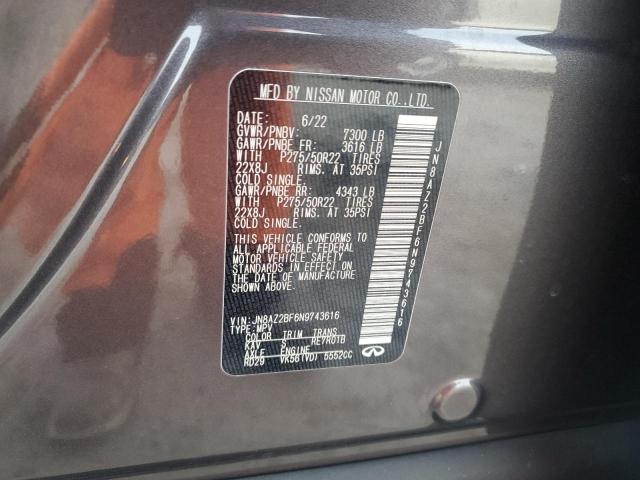 MFD BY NISSAN MOTOR CO.,LTD.
DATE: 6/22
GVWR/PNBV: 7300 LB
GAWR/PNBE FR: 3616 LB
WITH P275/50R22 TIRES
22X8J RIMS. AT 35PSI
COLD SINGLE.
GAWR/PNBE RR: 4343 LB
WITH P275/50R22 TIRES
22X8J RIMS. AT 35PSI
COLD SINGLE.
THIS VEHICLE CONFORMS TO
ALL APPLICABLE FEDERAL
MOTOR VEHICLE SAFETY
STANDARDS IN EFFECT ON
THE DATE OF MANUFACTURE
SHOWN ABOVE.
VIN: JN8AZ2BF6N9743616
TYPE: MPV
COLOR TRIM TRANS
KAV S RE7R01B
AXLE ENGINE
RD29 VK56(VD) 5552CC
JN8AZ2BF6N9743616